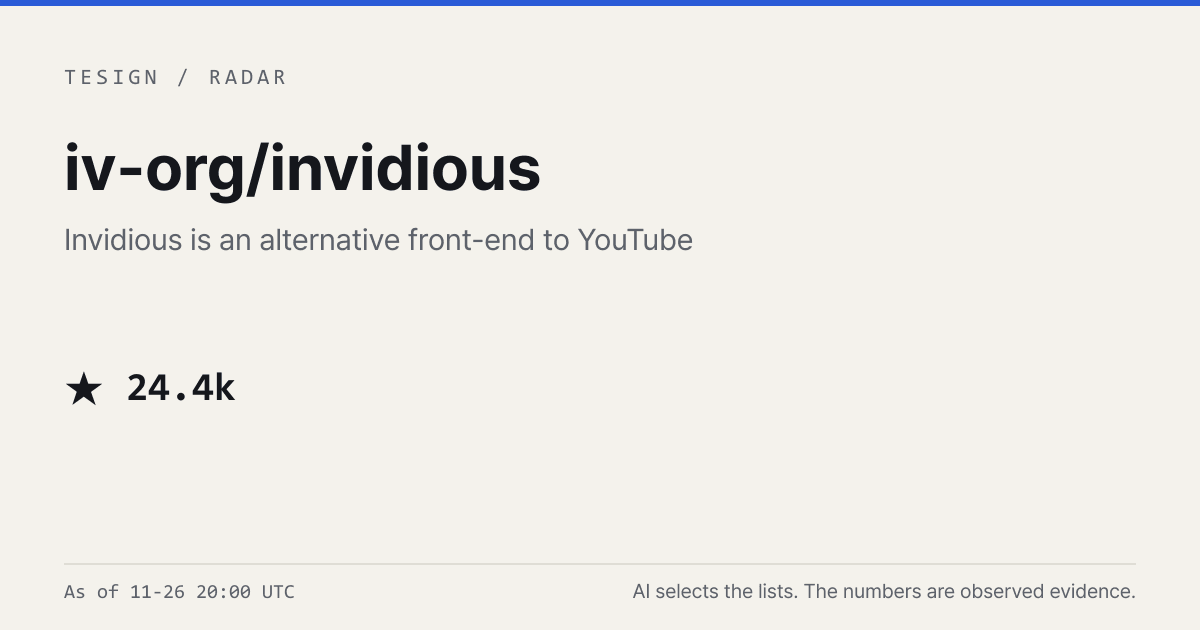 TESIGN / RADAR
iv-org/invidious
Invidious is an alternative front-end to YouTube
★ 24.4k
As of 11-26 20:00 UTC
AI selects the lists. The numbers are observed evidence.